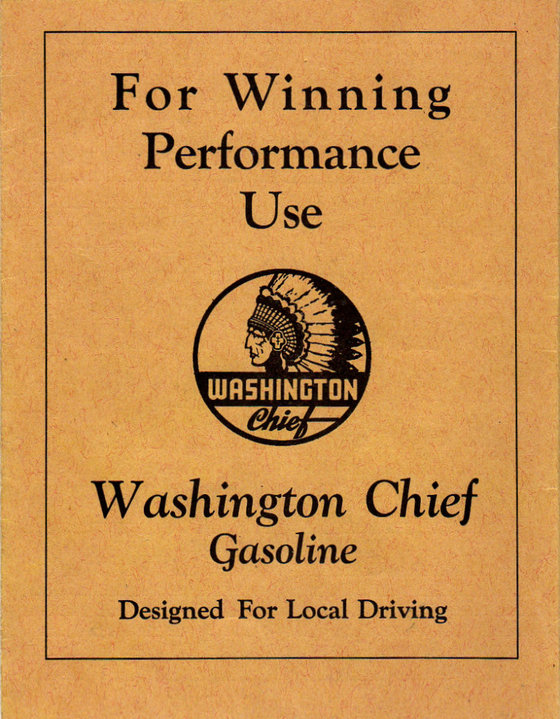 For Winning
Performance
Use
WASHINGTON
Chief
Washington Chief
Gasoline
Designed For Local Driving